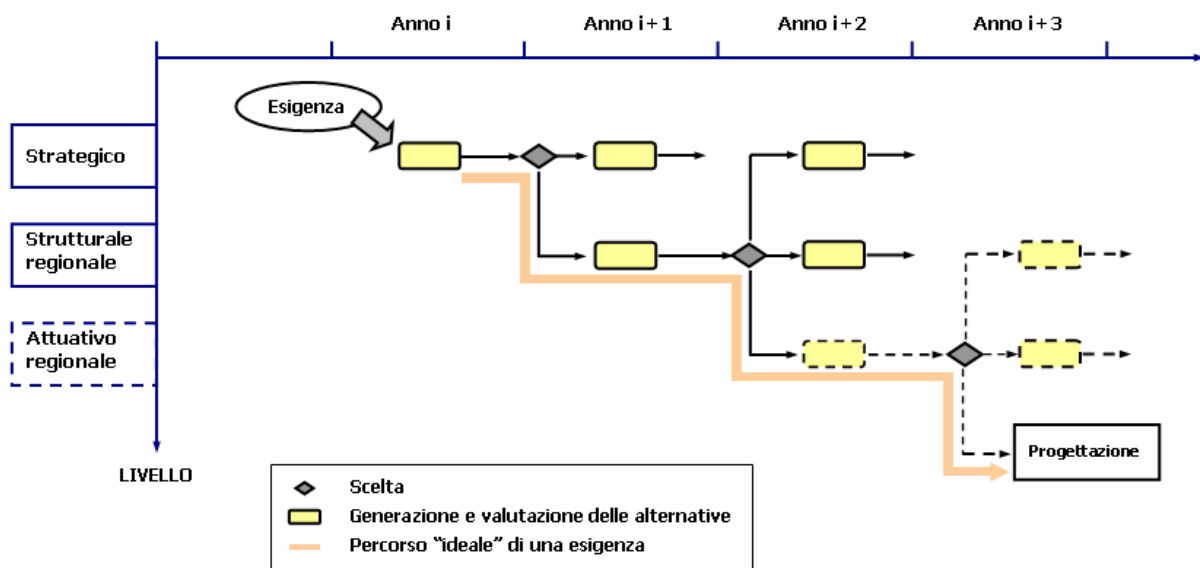 Anno i
Anno i+1
Anno i+2
Anno i+3
Esigenza
Strategico
Strutturale
regionale
Attuativo
regionale
Progettazione
LIVELLO
Scelta
Generazione e valutazione delle alternative
Percorso "ideale" di una esigenza